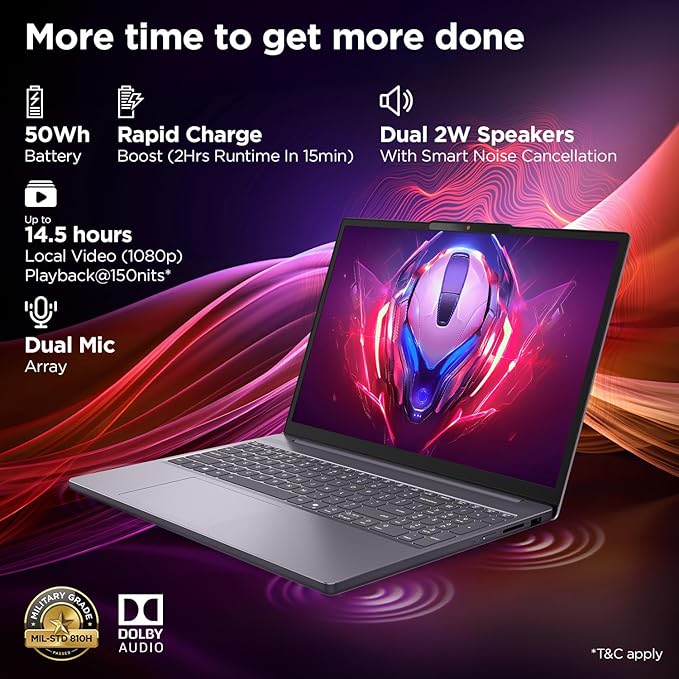 More time to get more done
50Wh
Battery
Rapid Charge
Boost (2Hrs Runtime In 15min)
Dual 2W Speakers
With Smart Noise Cancellation
Up to
14.5 hours
Local Video (1080p)
Playback@150nits*
Dual Mic
Array
MILITARY GRADE
MIL-STD 810H
PASSED
DOLBY
AUDIO
*T&C apply